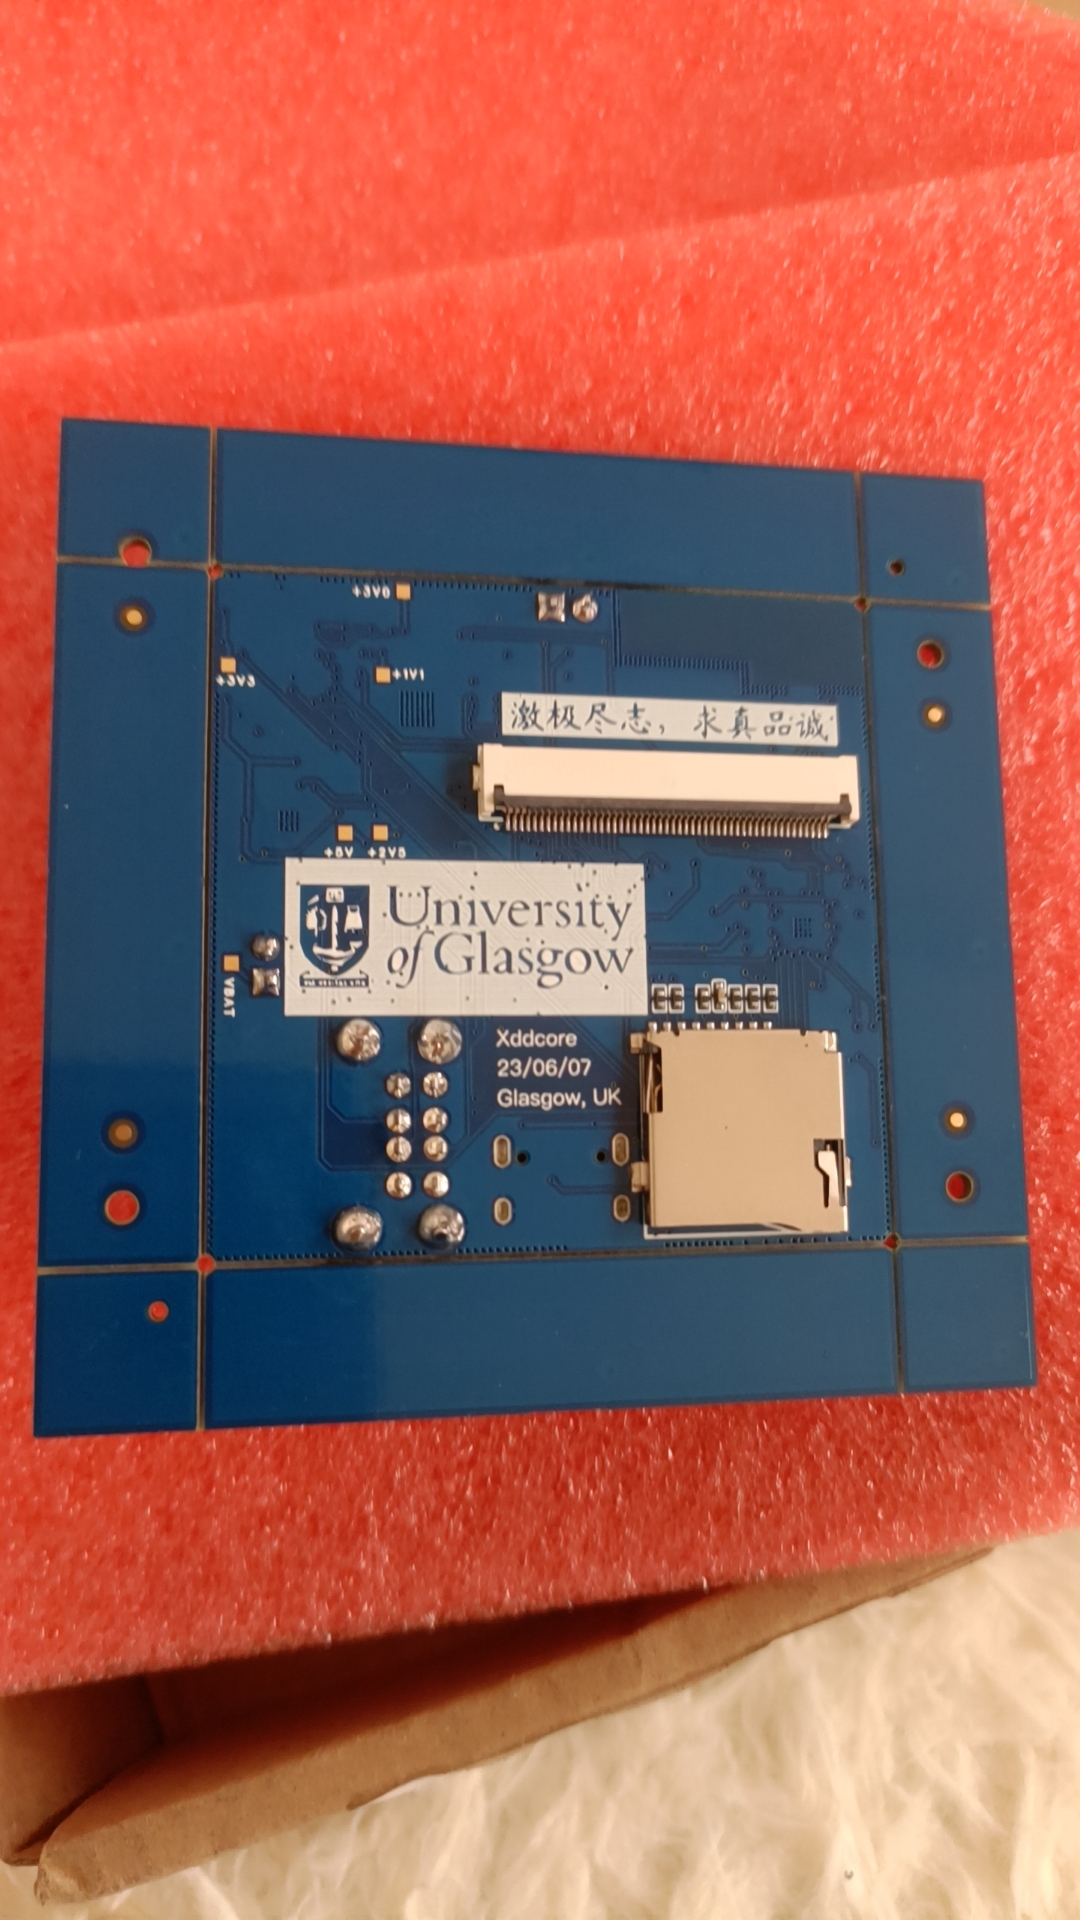 +3V0
+3V3
+1V1
激极尽志，求真品诚
+5V +2V5
University
of Glasgow
VBAT
Xddcore
23/06/07
Glasgow, UK